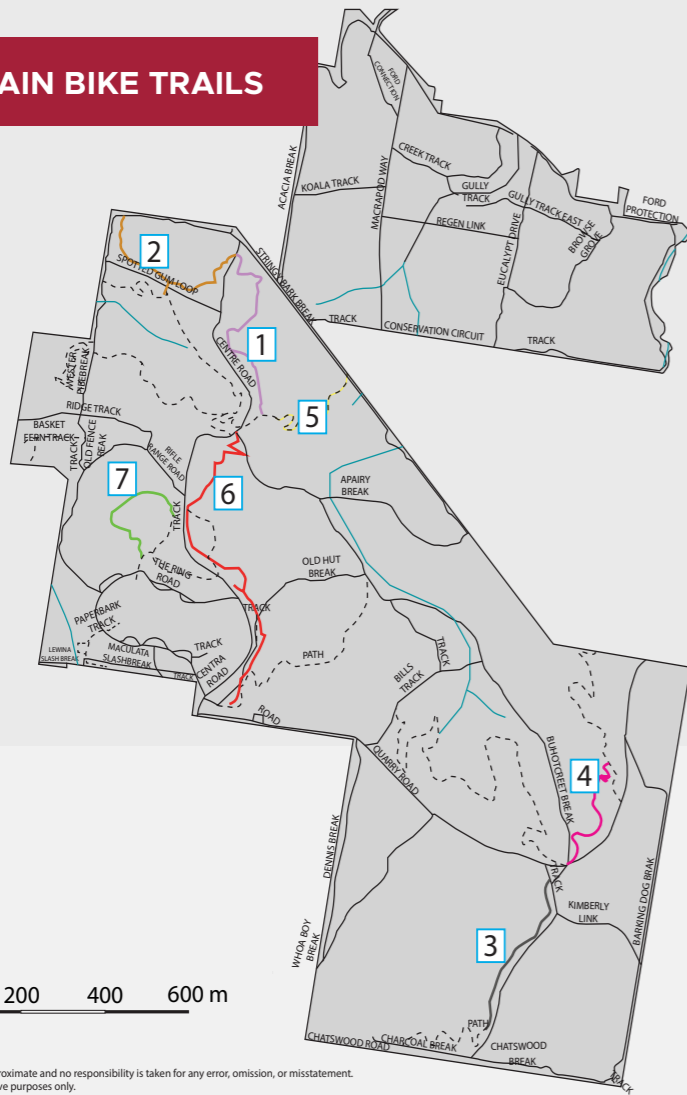 AIN BIKE TRAILS
FORD
CONNECTION
ACACIA BREAK
CREEK TRACK
KOALA TRACK
MACRAPOD WAY
GULLY
TRACK
GULLY TRACK EAST
FORD
PROTECTION
REGEN LINK
EUCALYPT DRIVE
BROWSE
GROVE
2
SPOTTED GUM LOOP
STRINGYBARK BREAK
TRACK
CONSERVATION CIRCUIT
TRACK
1
CENTRE ROAD
FIREBREAK
RIDGE TRACK
5
BASKET
FERN TRACK
TRACK
OLD FENCE
BREAK
RIFLE
RANGE ROAD
7
6
TRACK
APAIRY
BREAK
THE RING
ROAD
OLD HUT
BREAK
PAPERBARK
TRACK
TRACK
LEWINA
SLASH BREAK
MACULATA
SLASHBREAK
TRACK
TRACK
CENTRA
ROAD
PATH
TRACK
BILLS
TRACK
ROAD
QUARRY ROAD
BUHOTCREET BREAK
4
DENNIS BREAK
TRACK
KIMBERLY
LINK
BARKING DOG BRAK
WHOA BOY
BREAK
3
PATH
CHATSWOOD ROAD
CHARCOAL BREAK
CHATSWOOD
BREAK
TRACK
200 400 600 m
roximate and no responsibility is taken for any error, omission, or misstatement.
ve purposes only.